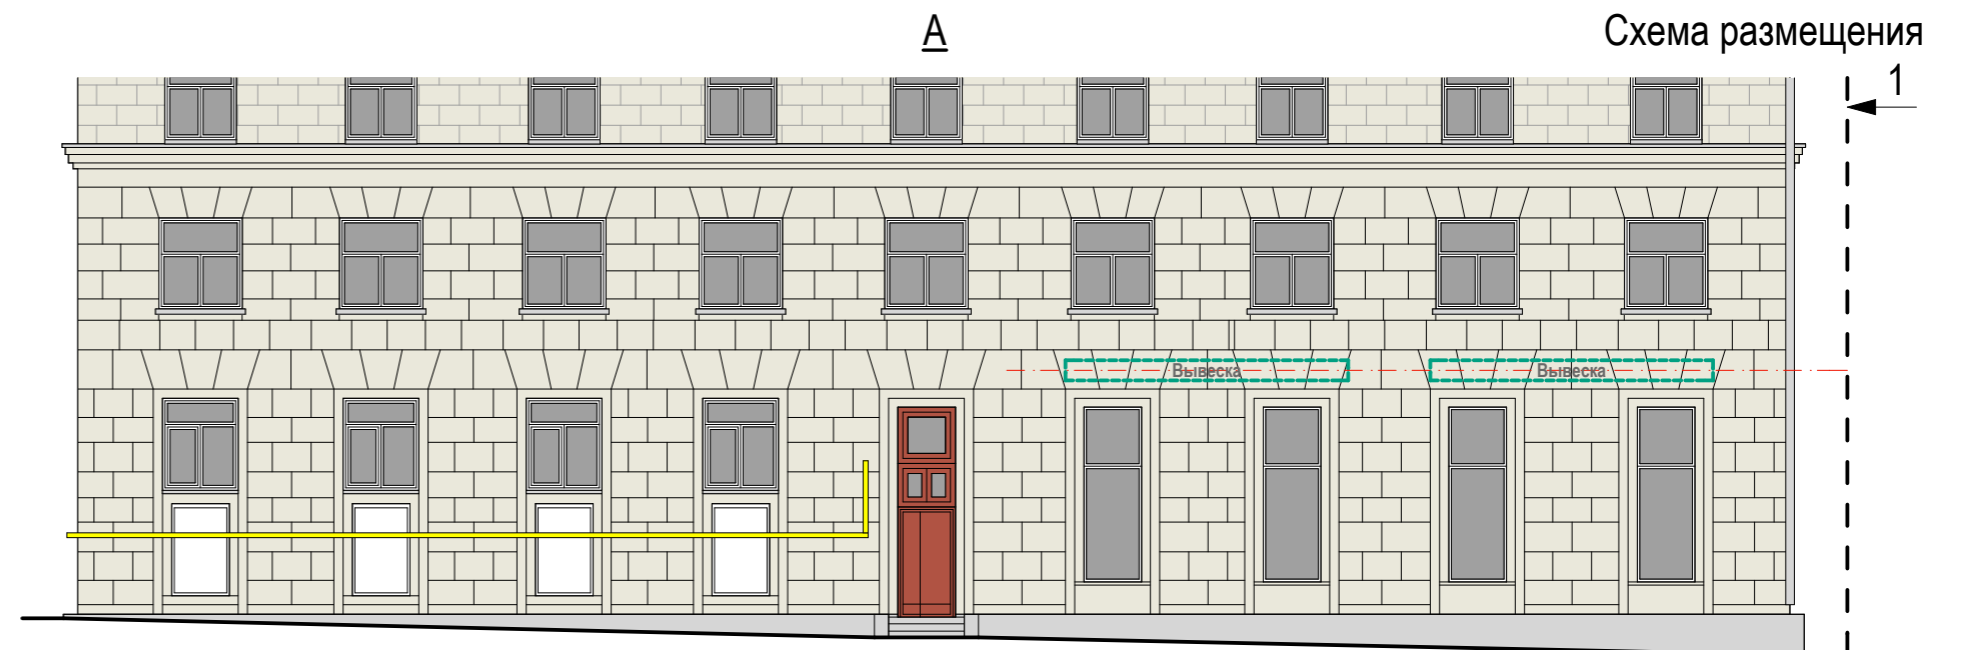 А
Схема размещения
1
Вывеска
Вывеска